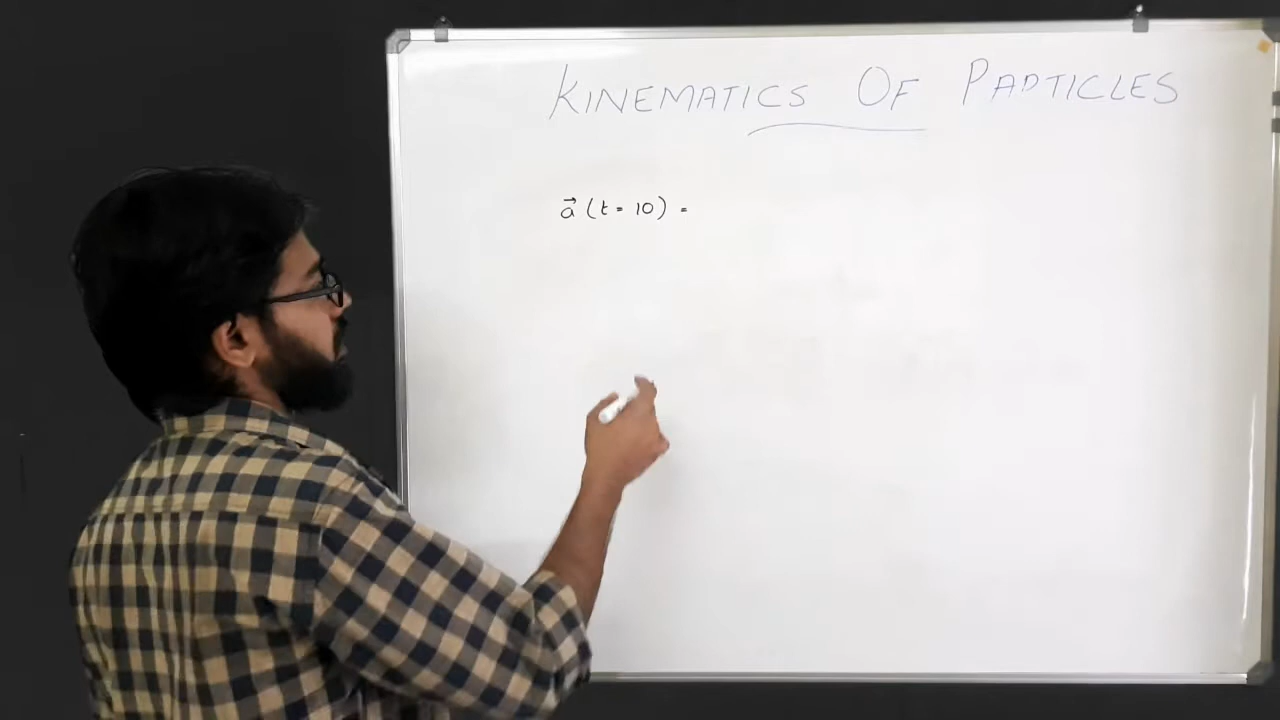 KINEMATICS OF PARTICLES
a⃗ (t = 10) =